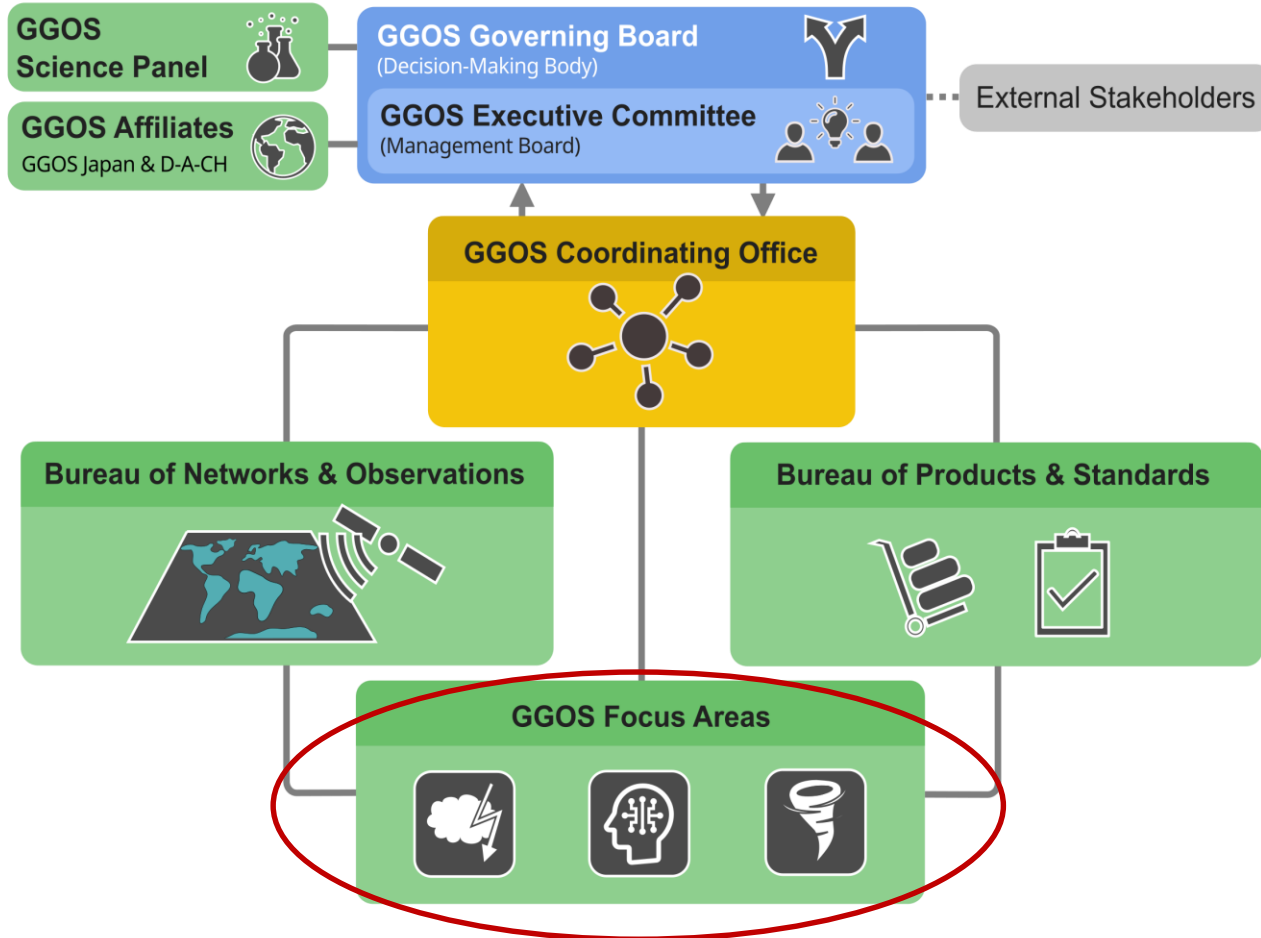 GGOS
Science Panel
GGOS Governing Board
(Decision-Making Body)
External Stakeholders
GGOS Affiliates
GGOS Japan & D-A-CH
GGOS Executive Committee
(Management Board)
GGOS Coordinating Office
Bureau of Networks & Observations
Bureau of Products & Standards
GGOS Focus Areas